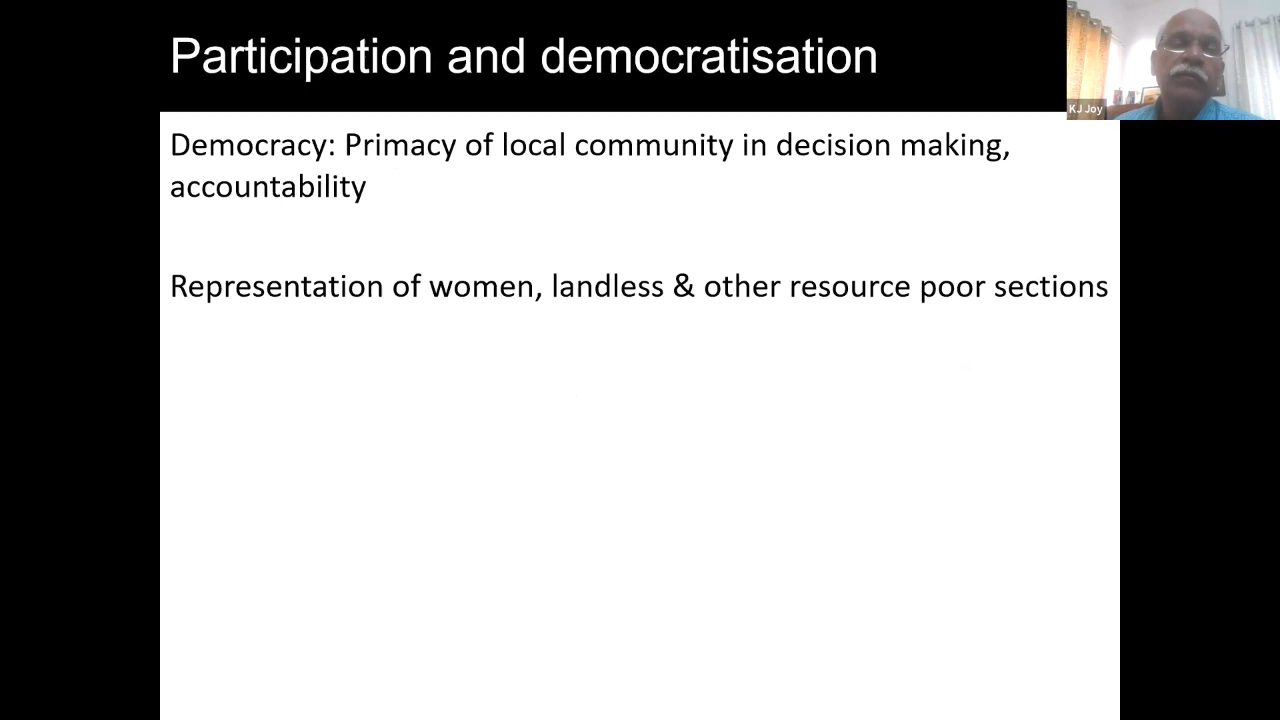 Participation and democratisation
KJ Joy
Democracy: Primacy of local community in decision making,
accountability
Representation of women, landless & other resource poor sections